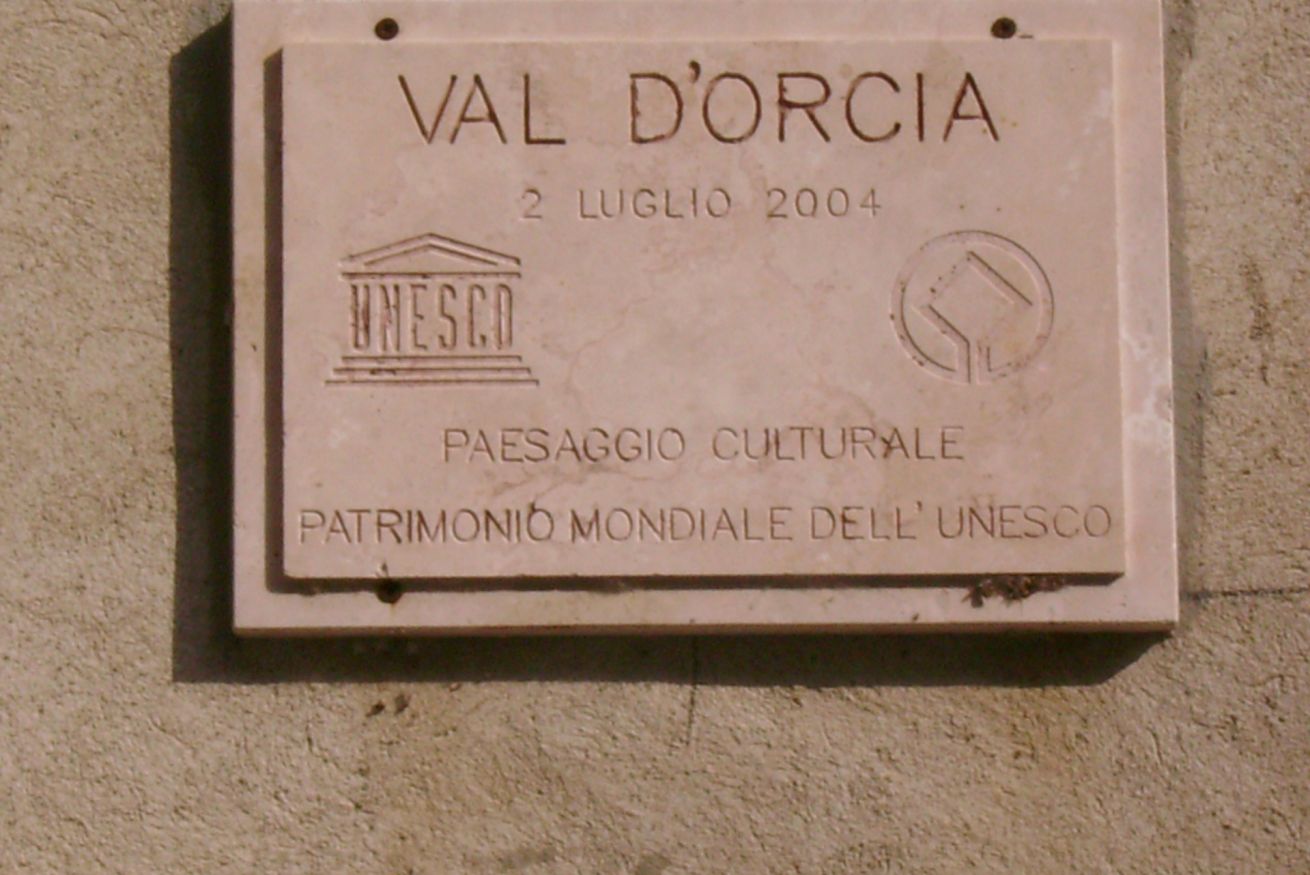 VAL D'ORCIA
2 LUGLIO 2004
UNESCO
PAESAGGIO CULTURALE
PATRIMONIO MONDIALE DELL'UNESCO